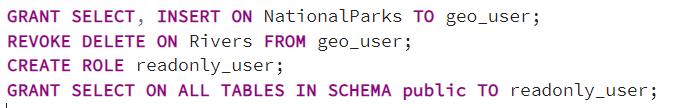 GRANT SELECT, INSERT ON NationalParks TO geo_user;
REVOKE DELETE ON Rivers FROM geo_user;
CREATE ROLE readonly_user;
GRANT SELECT ON ALL TABLES IN SCHEMA public TO readonly_user;